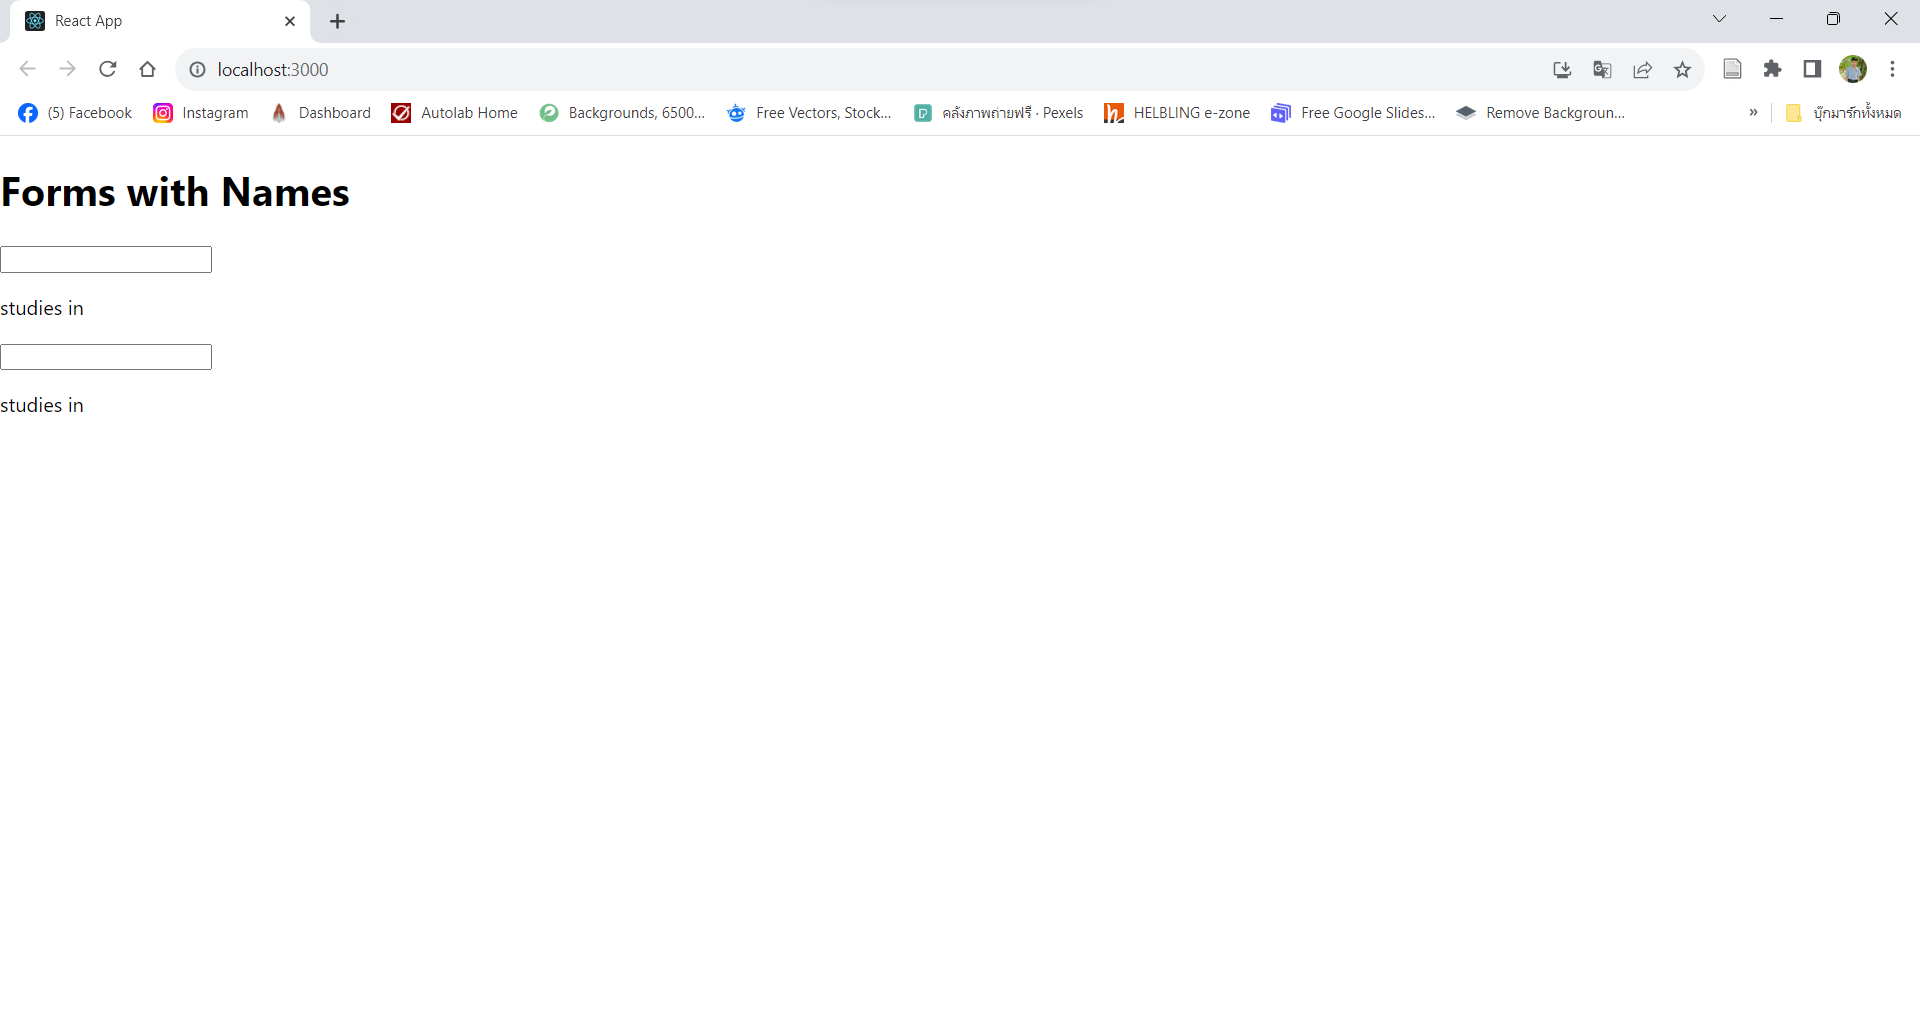 React App
localhost:3000
(5) Facebook Instagram Dashboard Autolab Home Backgrounds, 6500... Free Vectors, Stock... คลังภาพถ่ายฟรี · Pexels HELBLING e-zone Free Google Slides... Remove Backgroun... » บุ๊กมาร์กทั้งหมด
Forms with Names
studies in
studies in